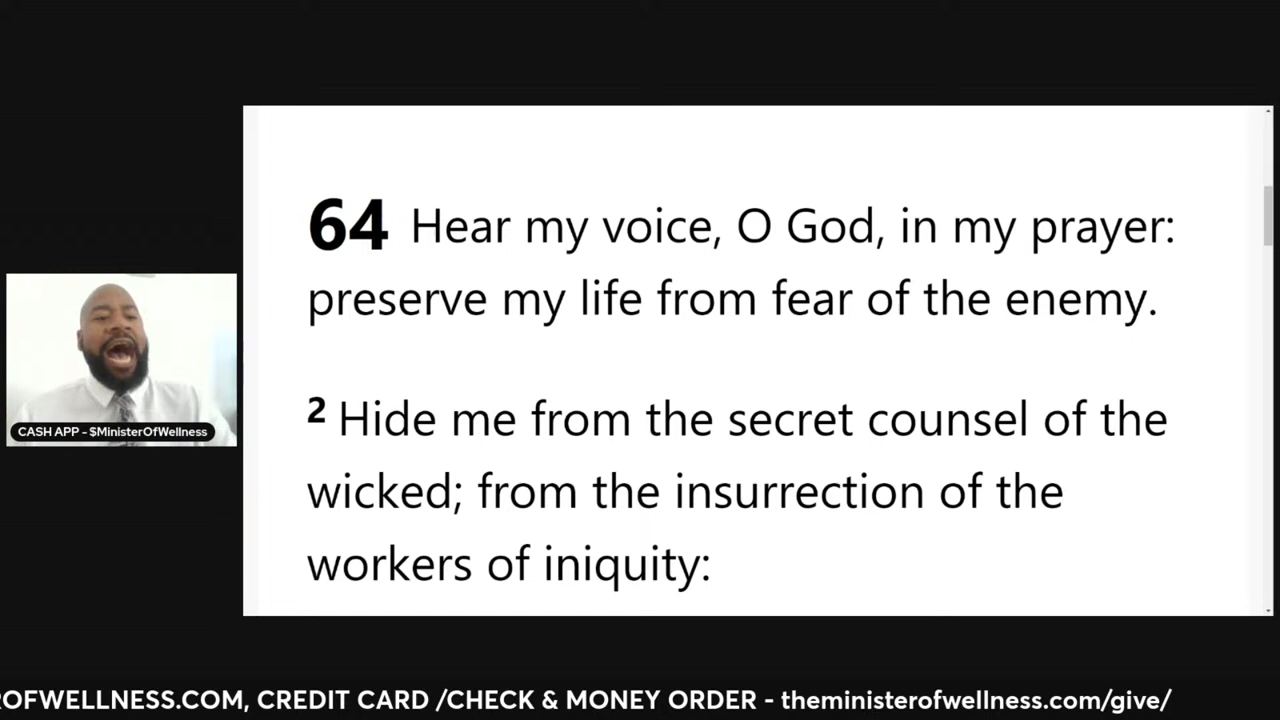 64 Hear my voice, O God, in my prayer:
preserve my life from fear of the enemy.
2 Hide me from the secret counsel of the
wicked; from the insurrection of the
workers of iniquity:
CASH APP - $MinisterOfWellness
ROFWELLNESS.COM, CREDIT CARD /CHECK & MONEY ORDER - theministerofwellness.com/give/